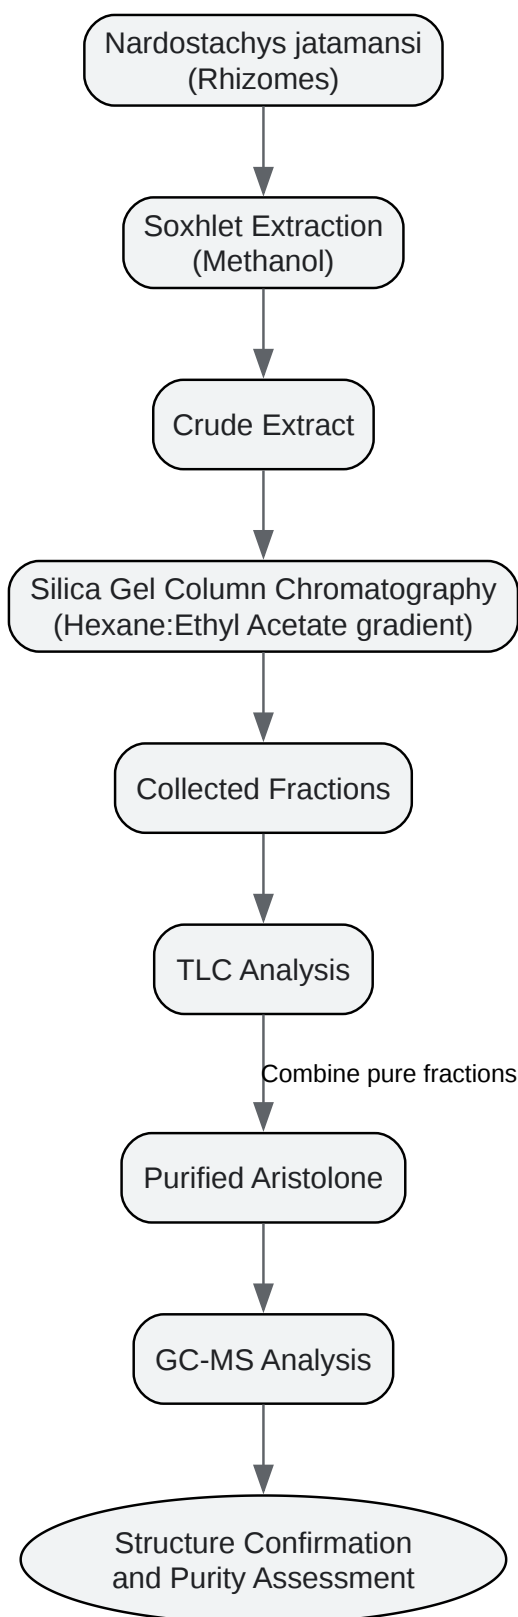 Nardostachys jatamansi
(Rhizomes)
Soxhlet Extraction
(Methanol)
Crude Extract
Silica Gel Column Chromatography
(Hexane:Ethyl Acetate gradient)
Collected Fractions
TLC Analysis
Combine pure fractions
Purified Aristolone
GC-MS Analysis
Structure Confirmation
and Purity Assessment